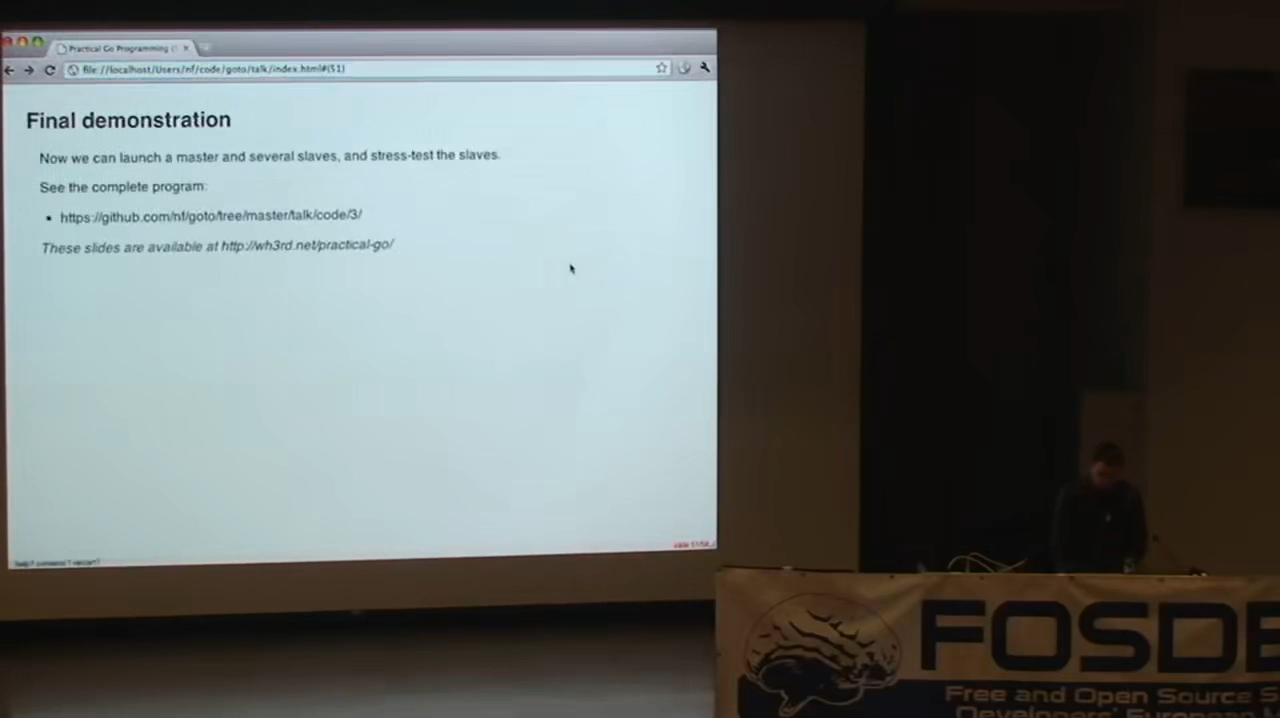 Practical Go Programming (
file://localhost/Users/nf/code/goto/talk/index.html#(51)
Final demonstration
Now we can launch a master and several slaves, and stress-test the slaves.
See the complete program:
• https://github.com/nf/goto/tree/master/talk/code/3/
These slides are available at http://wh3rd.net/practical-go/
FOSDE
Free and Open Source S
Developers' European